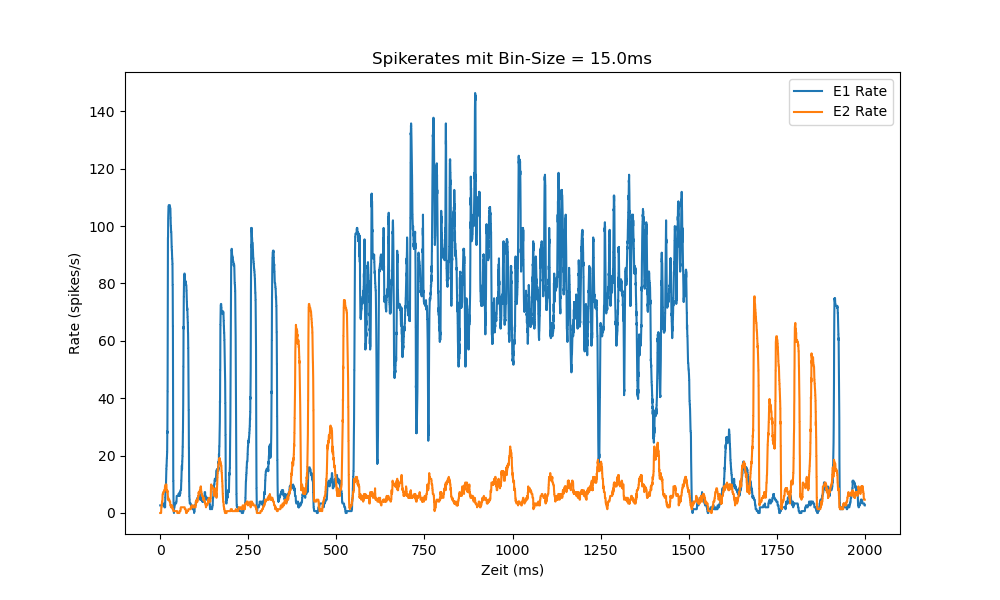 Spikerates mit Bin-Size = 15.0ms
E1 Rate
E2 Rate
Rate (spikes/s)
140
120
100
80
60
40
20
0
0 250 500 750 1000 1250 1500 1750 2000
Zeit (ms)